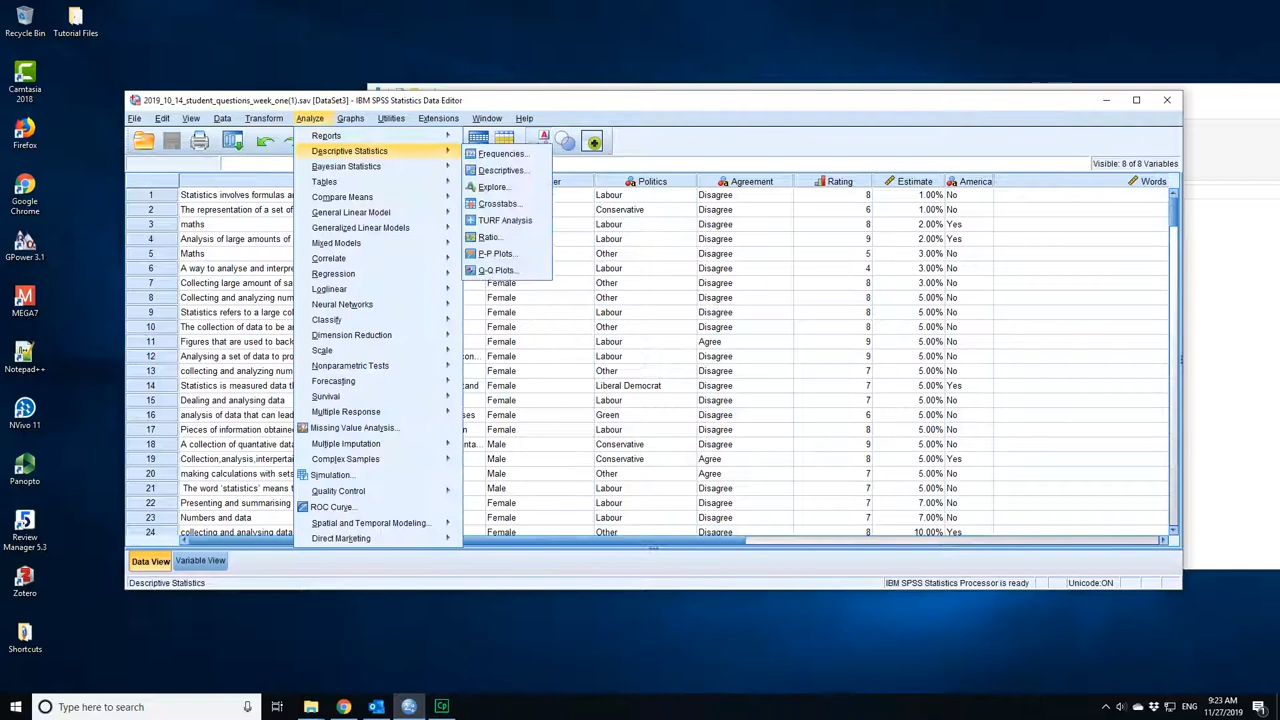 Recycle Bin
Tutorial Files
Camtasia
2018
Firefox
Google
Chrome
GPower 3.1
MEGA7
Notepad++
NVivo 11
Panopto
Review
Manager 5.3
Zotero
Shortcuts
2019_10_14_student_questions_week_one(1).sav [DataSet3] - IBM SPSS Statistics Data Editor
File Edit View Data Transform Analyze Graphs Utilities Extensions Window Help
Visible: 8 of 8 Variables
Reports
Descriptive Statistics
Bayesian Statistics
Tables
Compare Means
General Linear Model
Generalized Linear Models
Mixed Models
Correlate
Regression
Loglinear
Neural Networks
Classify
Dimension Reduction
Scale
Nonparametric Tests
Forecasting
Survival
Multiple Response
Missing Value Analysis...
Multiple Imputation
Complex Samples
Simulation...
Quality Control
ROC Curve...
Spatial and Temporal Modeling...
Direct Marketing
Frequencies...
Descriptives...
Explore...
Crosstabs...
TURF Analysis
Ratio...
P-P Plots...
Q-Q Plots...
er Politics Agreement Rating Estimate America Words
1 Statistics involves formulas a Labour Disagree 8 1.00% No
2 The representation of a set of Conservative Disagree 6 1.00% No
3 maths Labour Disagree 8 2.00% Yes
4 Analysis of large amounts of Labour Disagree 9 2.00% Yes
5 Maths Other Disagree 5 3.00% No
6 A way to analyse and interpre Labour Disagree 4 3.00% No
7 Collecting large amount of sa Female Other Disagree 8 3.00% No
8 Collecting and analyzing num Female Other Disagree 8 5.00% No
9 Statistics refers to a large col Female Labour Disagree 8 5.00% No
10 The collection of data to be an Female Other Disagree 8 5.00% No
11 Figures that are used to back Female Labour Agree 9 5.00% No
12 Analysing a set of data to pro con... Female Labour Disagree 9 5.00% No
13 collecting and analyzing num Female Other Disagree 7 5.00% No
14 Statistics is measured data th and Female Liberal Democrat Disagree 7 5.00% Yes
15 Dealing and analysing data Female Labour Disagree 7 5.00% No
16 analysis of data that can lead ses Female Green Disagree 6 5.00% No
17 Pieces of information obtained Female Labour Disagree 7 5.00% No
18 A collection of quantative data nta... Male Conservative Disagree 9 5.00% No
19 Collection,analysis,interpertai Male Conservative Agree 8 5.00% Yes
20 making calculations with sets Male Other Agree 7 5.00% No
21 The word 'statistics' means t Female Labour Disagree 7 5.00% No
22 Presenting and summarising Female Labour Disagree 7 7.00% No
23 Numbers and data Female Labour Disagree 7 7.00% No
24 collecting and analysing data Female Other Disagree 8 10.00% Yes
Data View Variable View
Descriptive Statistics IBM SPSS Statistics Processor is ready Unicode:ON
Type here to search
ENG
9:23 AM
11/27/2019